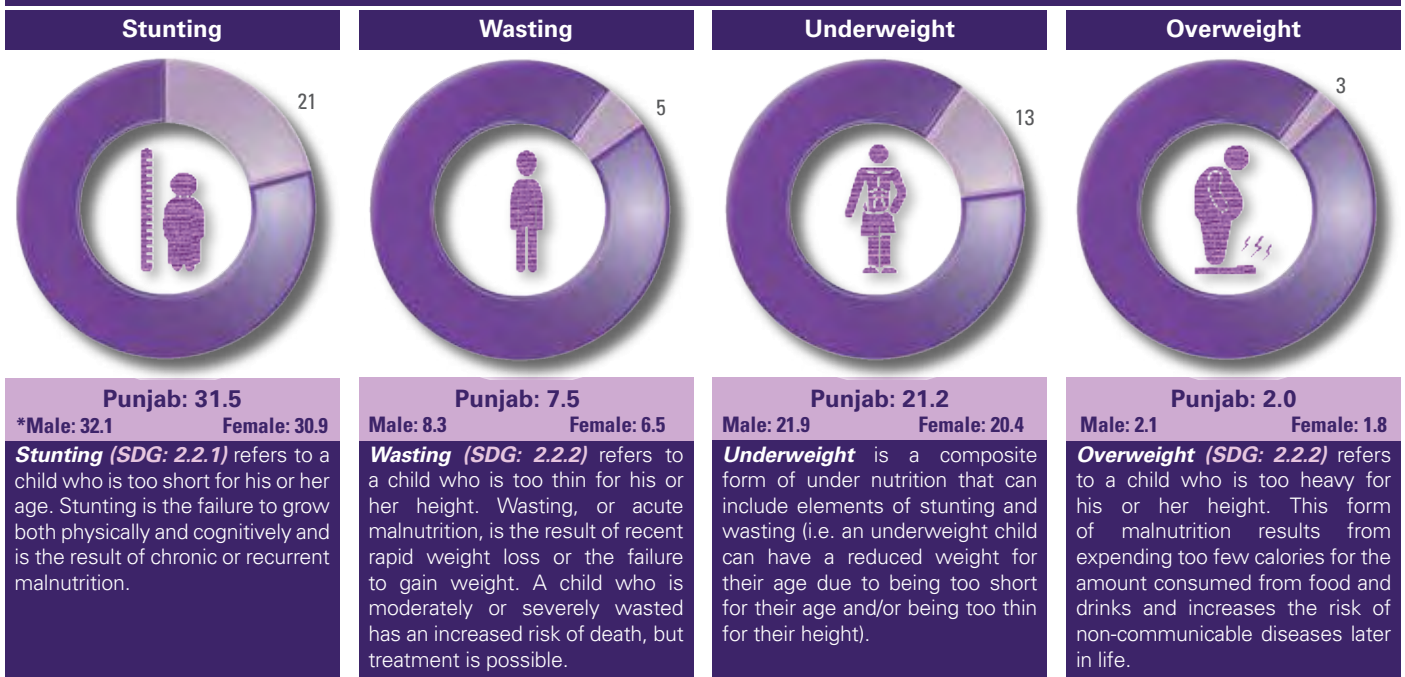 Stunting
21
Punjab: 31.5
*Male: 32.1 Female: 30.9
Stunting (SDG: 2.2.1) refers to a
child who is too short for his or her
age. Stunting is the failure to grow
both physically and cognitively and
is the result of chronic or recurrent
malnutrition.
Wasting
5
Punjab: 7.5
Male: 8.3 Female: 6.5
Wasting (SDG: 2.2.2) refers to
a child who is too thin for his or
her height. Wasting, or acute
malnutrition, is the result of recent
rapid weight loss or the failure
to gain weight. A child who is
moderately or severely wasted
has an increased risk of death, but
treatment is possible.
Underweight
13
Punjab: 21.2
Male: 21.9 Female: 20.4
Underweight is a composite
form of under nutrition that can
include elements of stunting and
wasting (i.e. an underweight child
can have a reduced weight for
their age due to being too short
for their age and/or being too thin
for their height).
Overweight
3
Punjab: 2.0
Male: 2.1 Female: 1.8
Overweight (SDG: 2.2.2) refers
to a child who is too heavy for
his or her height. This form
of malnutrition results from
expending too few calories for the
amount consumed from food and
drinks and increases the risk of
non-communicable diseases later
in life.